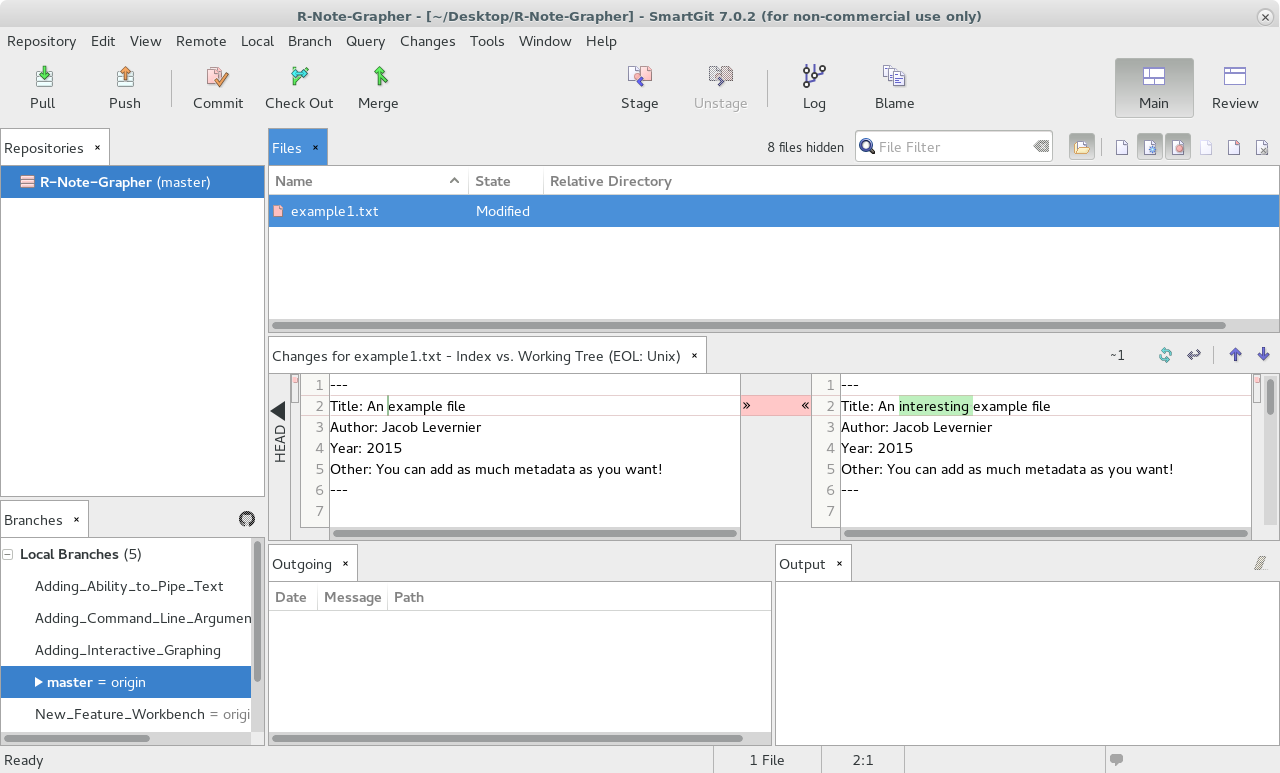 R-Note-Grapher - [~/Desktop/R-Note-Grapher] - SmartGit 7.0.2 (for non-commercial use only)
Repository Edit View Remote Local Branch Query Changes Tools Window Help
Pull Push Commit Check Out Merge Stage Unstage Log Blame Main Review
Repositories
R-Note-Grapher (master)
Files 8 files hidden File Filter
Name State Relative Directory
example1.txt Modified
Changes for example1.txt - Index vs. Working Tree (EOL: Unix) ~1
HEAD
1 ---
2 Title: An example file
3 Author: Jacob Levernier
4 Year: 2015
5 Other: You can add as much metadata as you want!
6 ---
7
» «
1 ---
2 Title: An interesting example file
3 Author: Jacob Levernier
4 Year: 2015
5 Other: You can add as much metadata as you want!
6 ---
7
Branches
Local Branches (5)
Adding_Ability_to_Pipe_Text
Adding_Command_Line_Argumen
Adding_Interactive_Graphing
master = origin
New_Feature_Workbench = origi
Outgoing
Date Message Path
Output
Ready 1 File 2:1